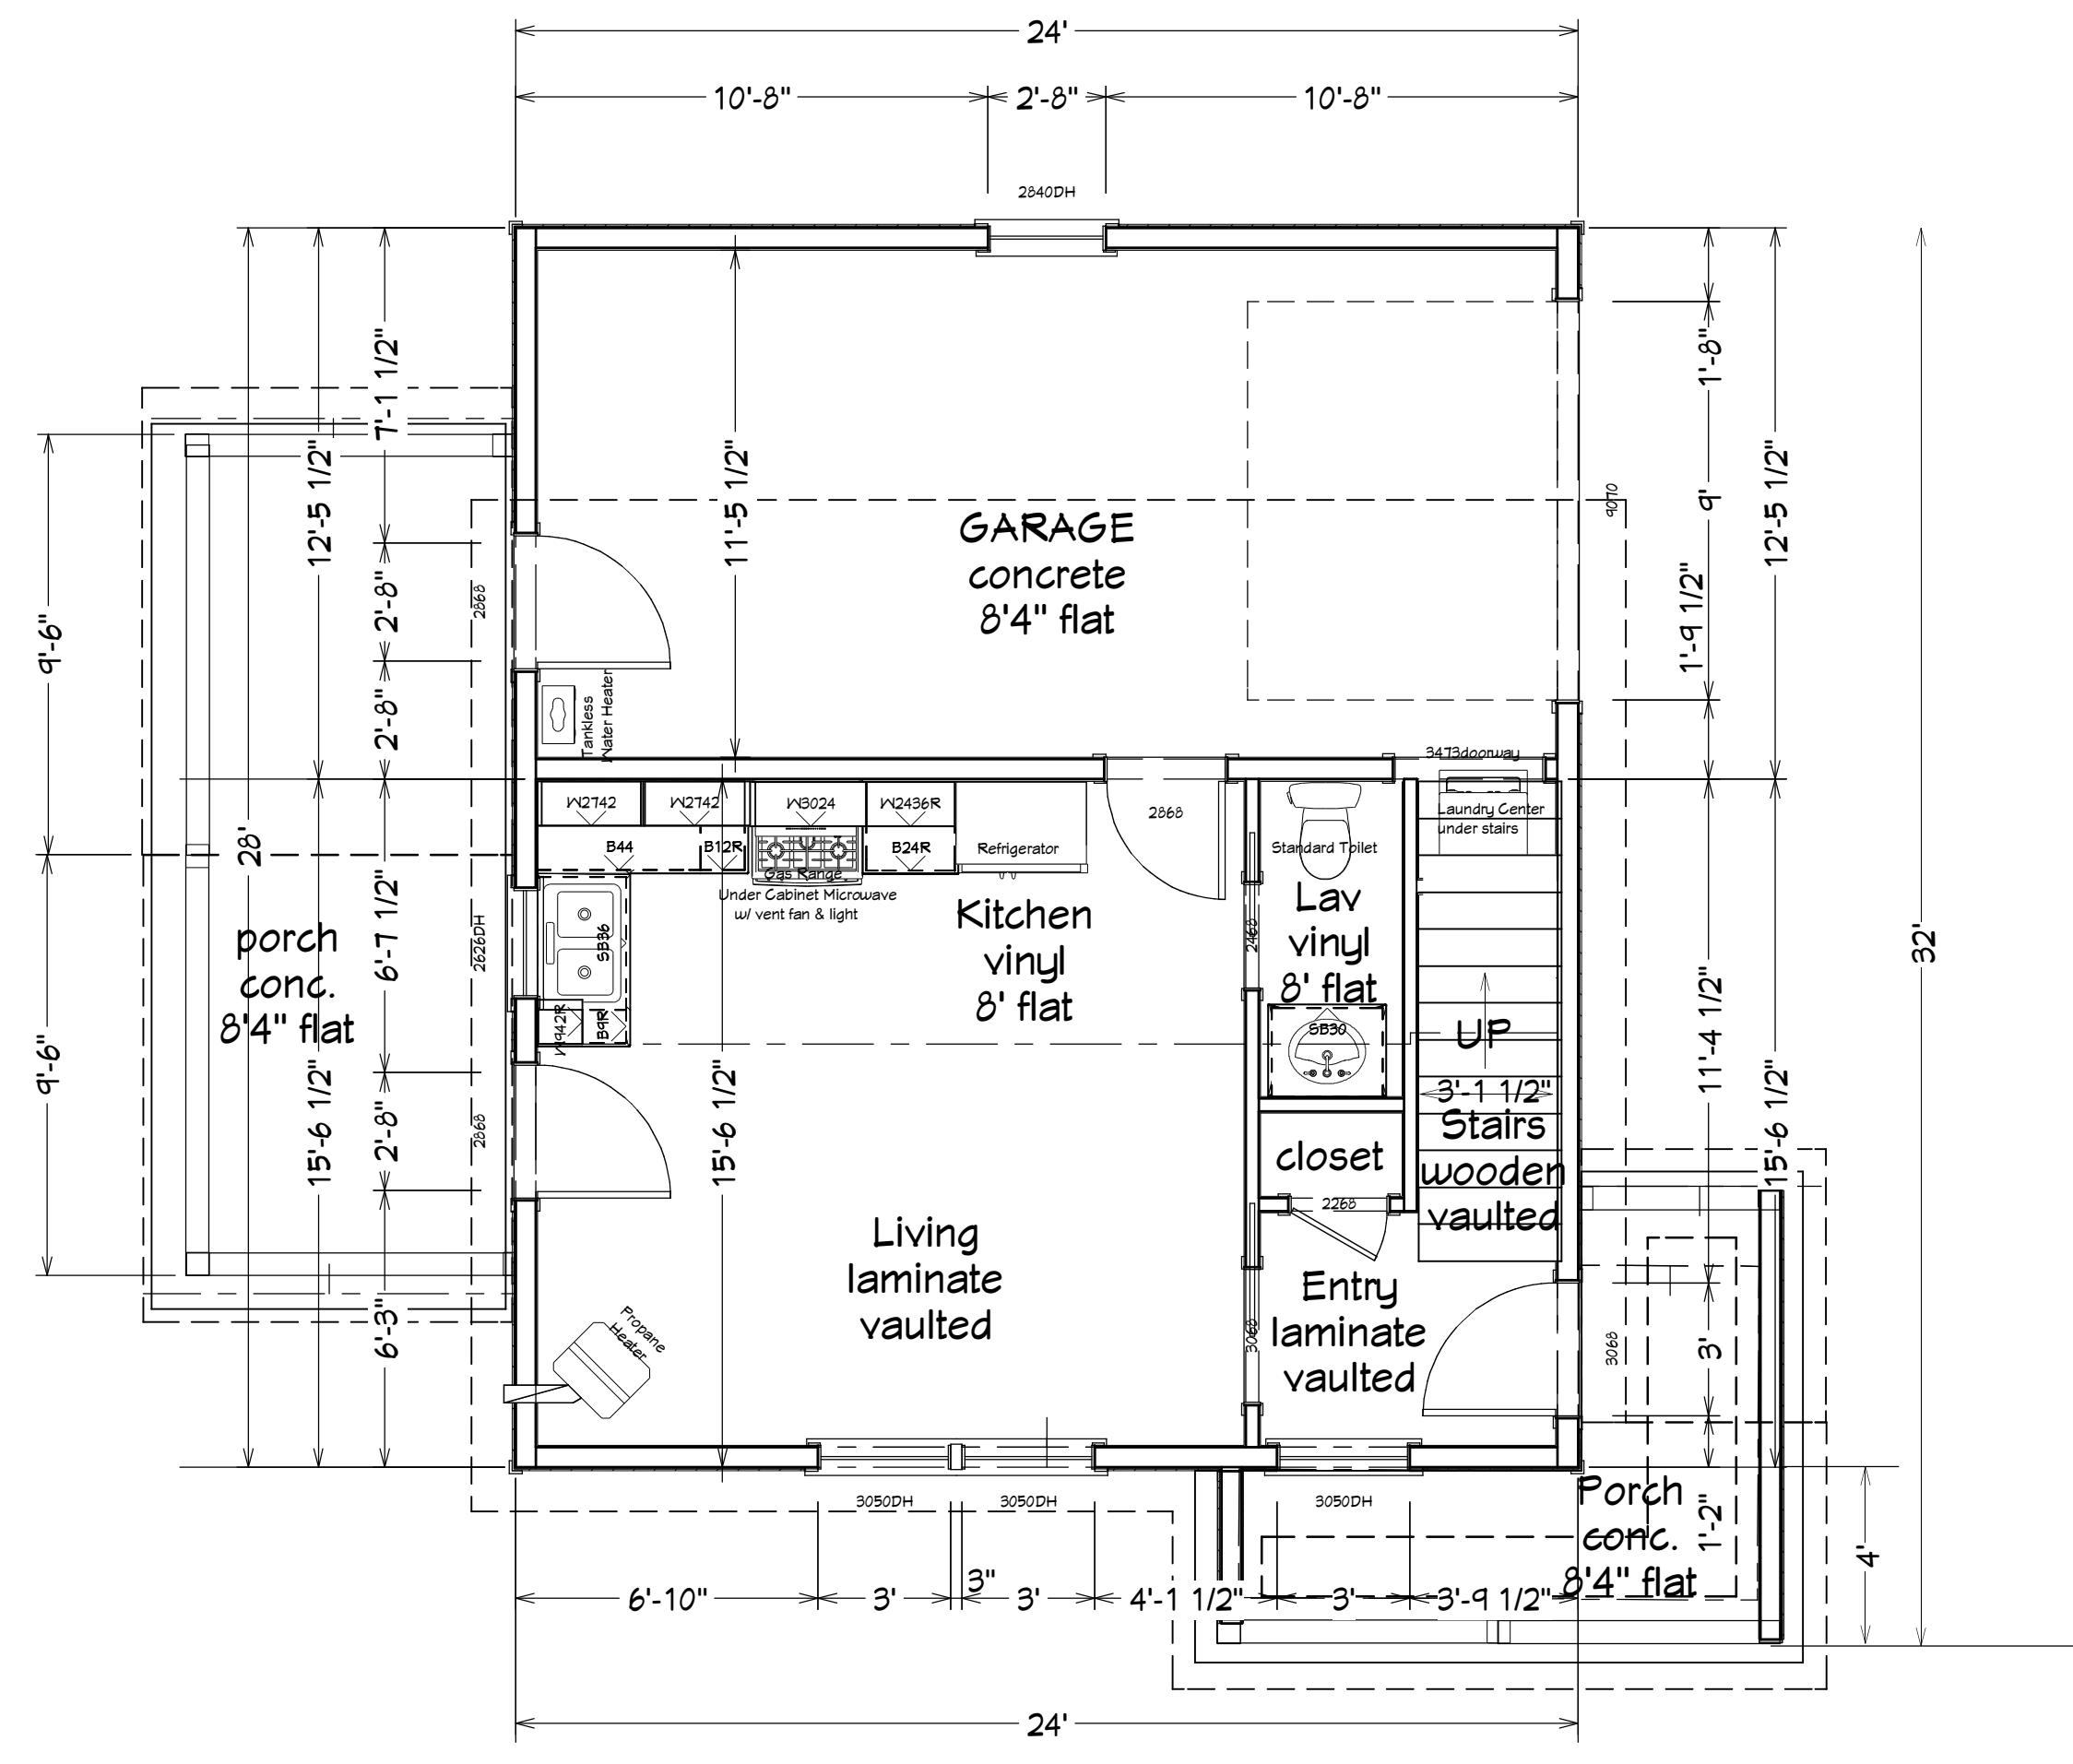 24'
10'-8"
2'-8"
10'-8"
2840DH
7'-1 1/2"
1'-8"
12'-5 1/2"
11'-5 1/2"
9'
12'-5 1/2"
9070
GARAGE
concrete
8'4" flat
2868
2'-8"
9'-6"
1'-9 1/2"
2'-8"
Tankless
Water Heater
3473doorway
28'
W2742
W2742
W3024
W2436R
2868
Laundry Center
under stairs
B44
B12R
B24R
Refrigerator
Standard Toilet
Gas Range
Under Cabinet Microwave
w/ vent fan & light
Kitchen
vinyl
8' flat
Lav
vinyl
8' flat
2468
porch
conc.
8'4" flat
6'-7 1/2"
2626DH
SB36
W942R
B9R
SB30
UP
32'
11'-4 1/2"
9'-6"
15'-6 1/2"
2'-8"
2868
15'-6 1/2"
3'-1 1/2"
Stairs
wooden
vaulted
closet
2268
15'-6 1/2"
Living
laminate
vaulted
Entry
laminate
vaulted
3068
3068
3'
6'-3"
Propane
Heater
3050DH
3050DH
3050DH
Porch
conc.
8'4" flat
1'-2"
4'
6'-10"
3'
3"
3'
4'-1 1/2"
3'
3'-9 1/2"
24'